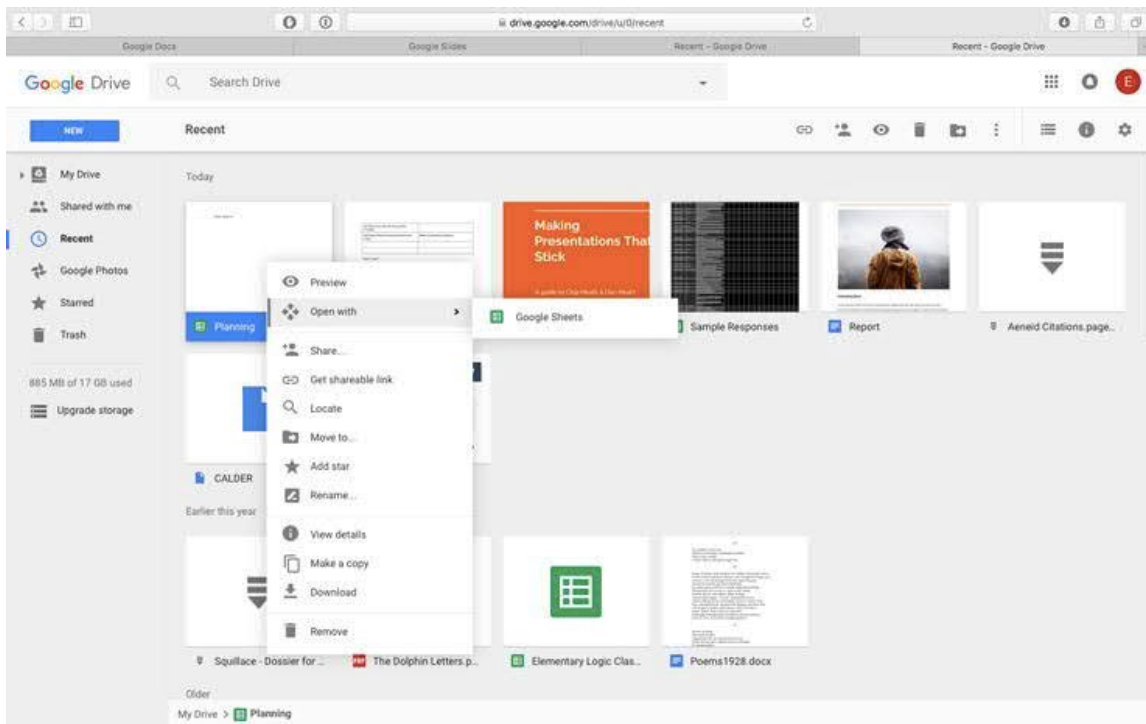 drive.google.com/drive/u/0/recent
Google Docs
Google Slides
Recent - Google Drive
Recent - Google Drive
Google Drive
Search Drive
E
NEW
Recent
My Drive
Shared with me
Recent
Google Photos
Starred
Trash
885 MB of 17 GB used
Upgrade storage
Today
Making
Presentations That
Stick
Planning
Sample Responses
Report
Aeneid Citations.page...
Preview
Open with
Google Sheets
Share...
Get shareable link
Locate
Move to...
Add star
Rename...
View details
Make a copy
Download
Remove
CALDER
Earlier this year
Squillace - Dossier for ...
PDF
The Dolphin Letters.p...
Elementary Logic Clas...
Poems1928.docx
Older
My Drive > Planning